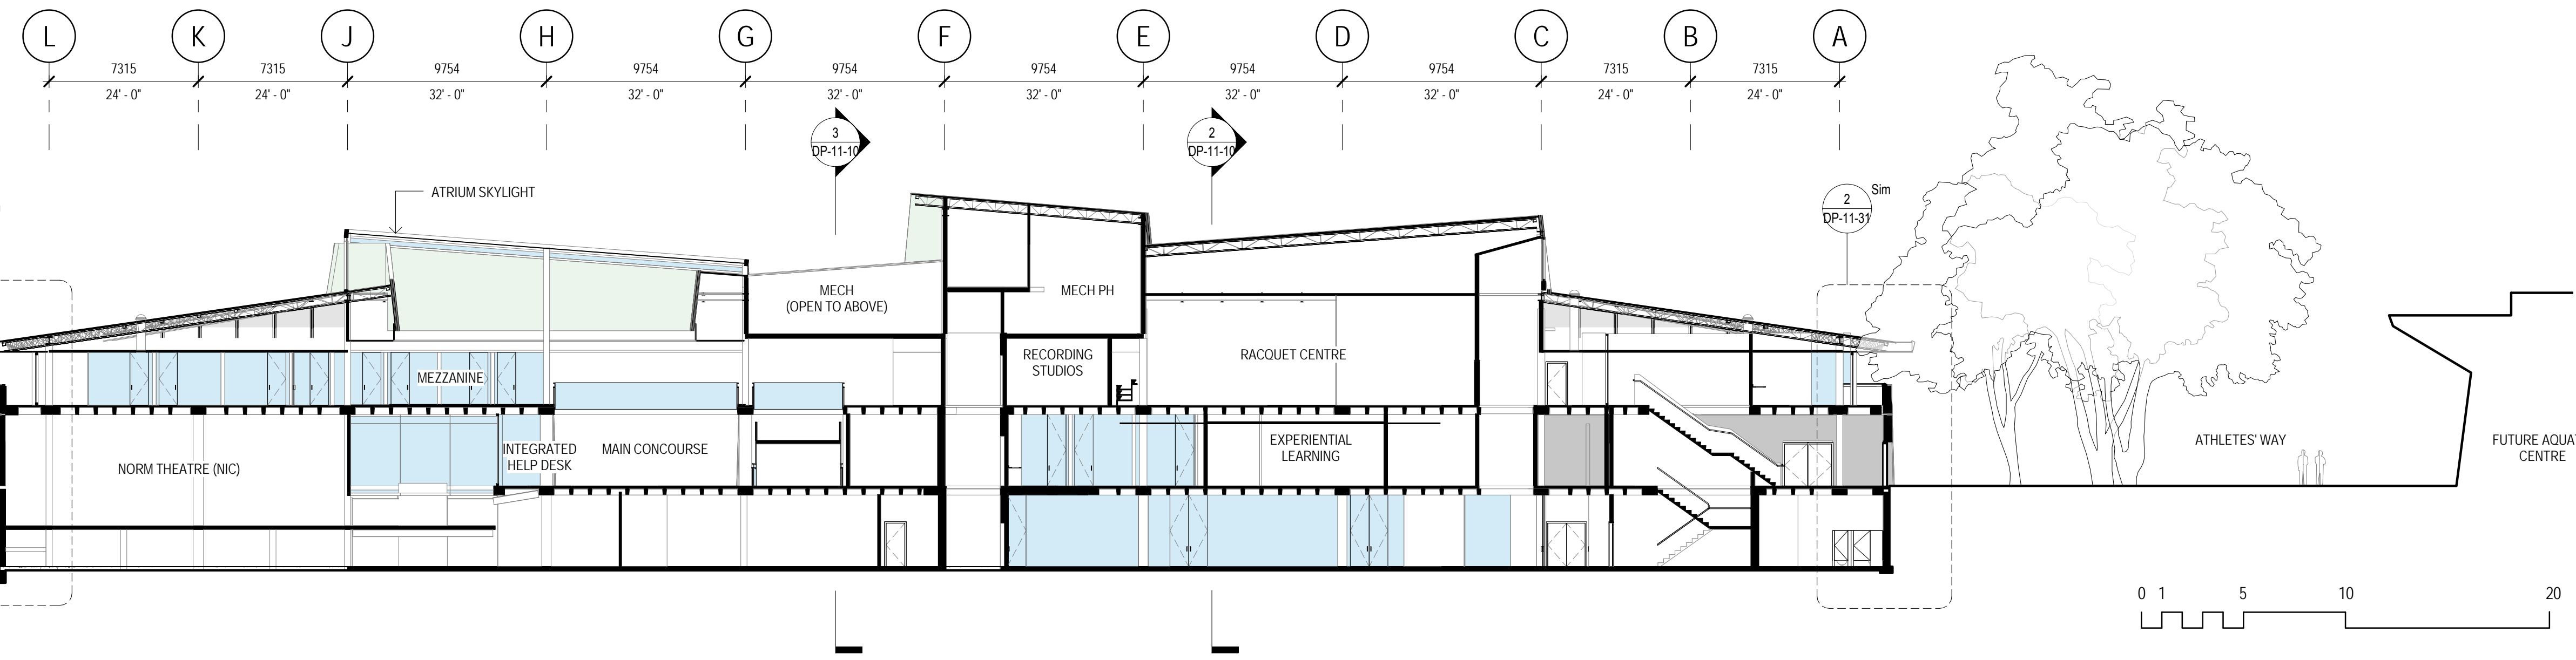 L K J H G F E D C B A
7315 7315 9754 9754 9754 9754 9754 9754 7315 7315
24' - 0" 24' - 0" 32' - 0" 32' - 0" 32' - 0" 32' - 0" 32' - 0" 32' - 0" 24' - 0" 24' - 0"
3
DP-11-10
2
DP-11-10
ATRIUM SKYLIGHT
Sim
2
DP-11-31
MECH
(OPEN TO ABOVE)
MECH PH
RECORDING
STUDIOS
RACQUET CENTRE
MEZZANINE
NORM THEATRE (NIC)
INTEGRATED
HELP DESK
MAIN CONCOURSE
EXPERIENTIAL
LEARNING
ATHLETES' WAY
FUTURE AQUA
CENTRE
0 1 5 10 20